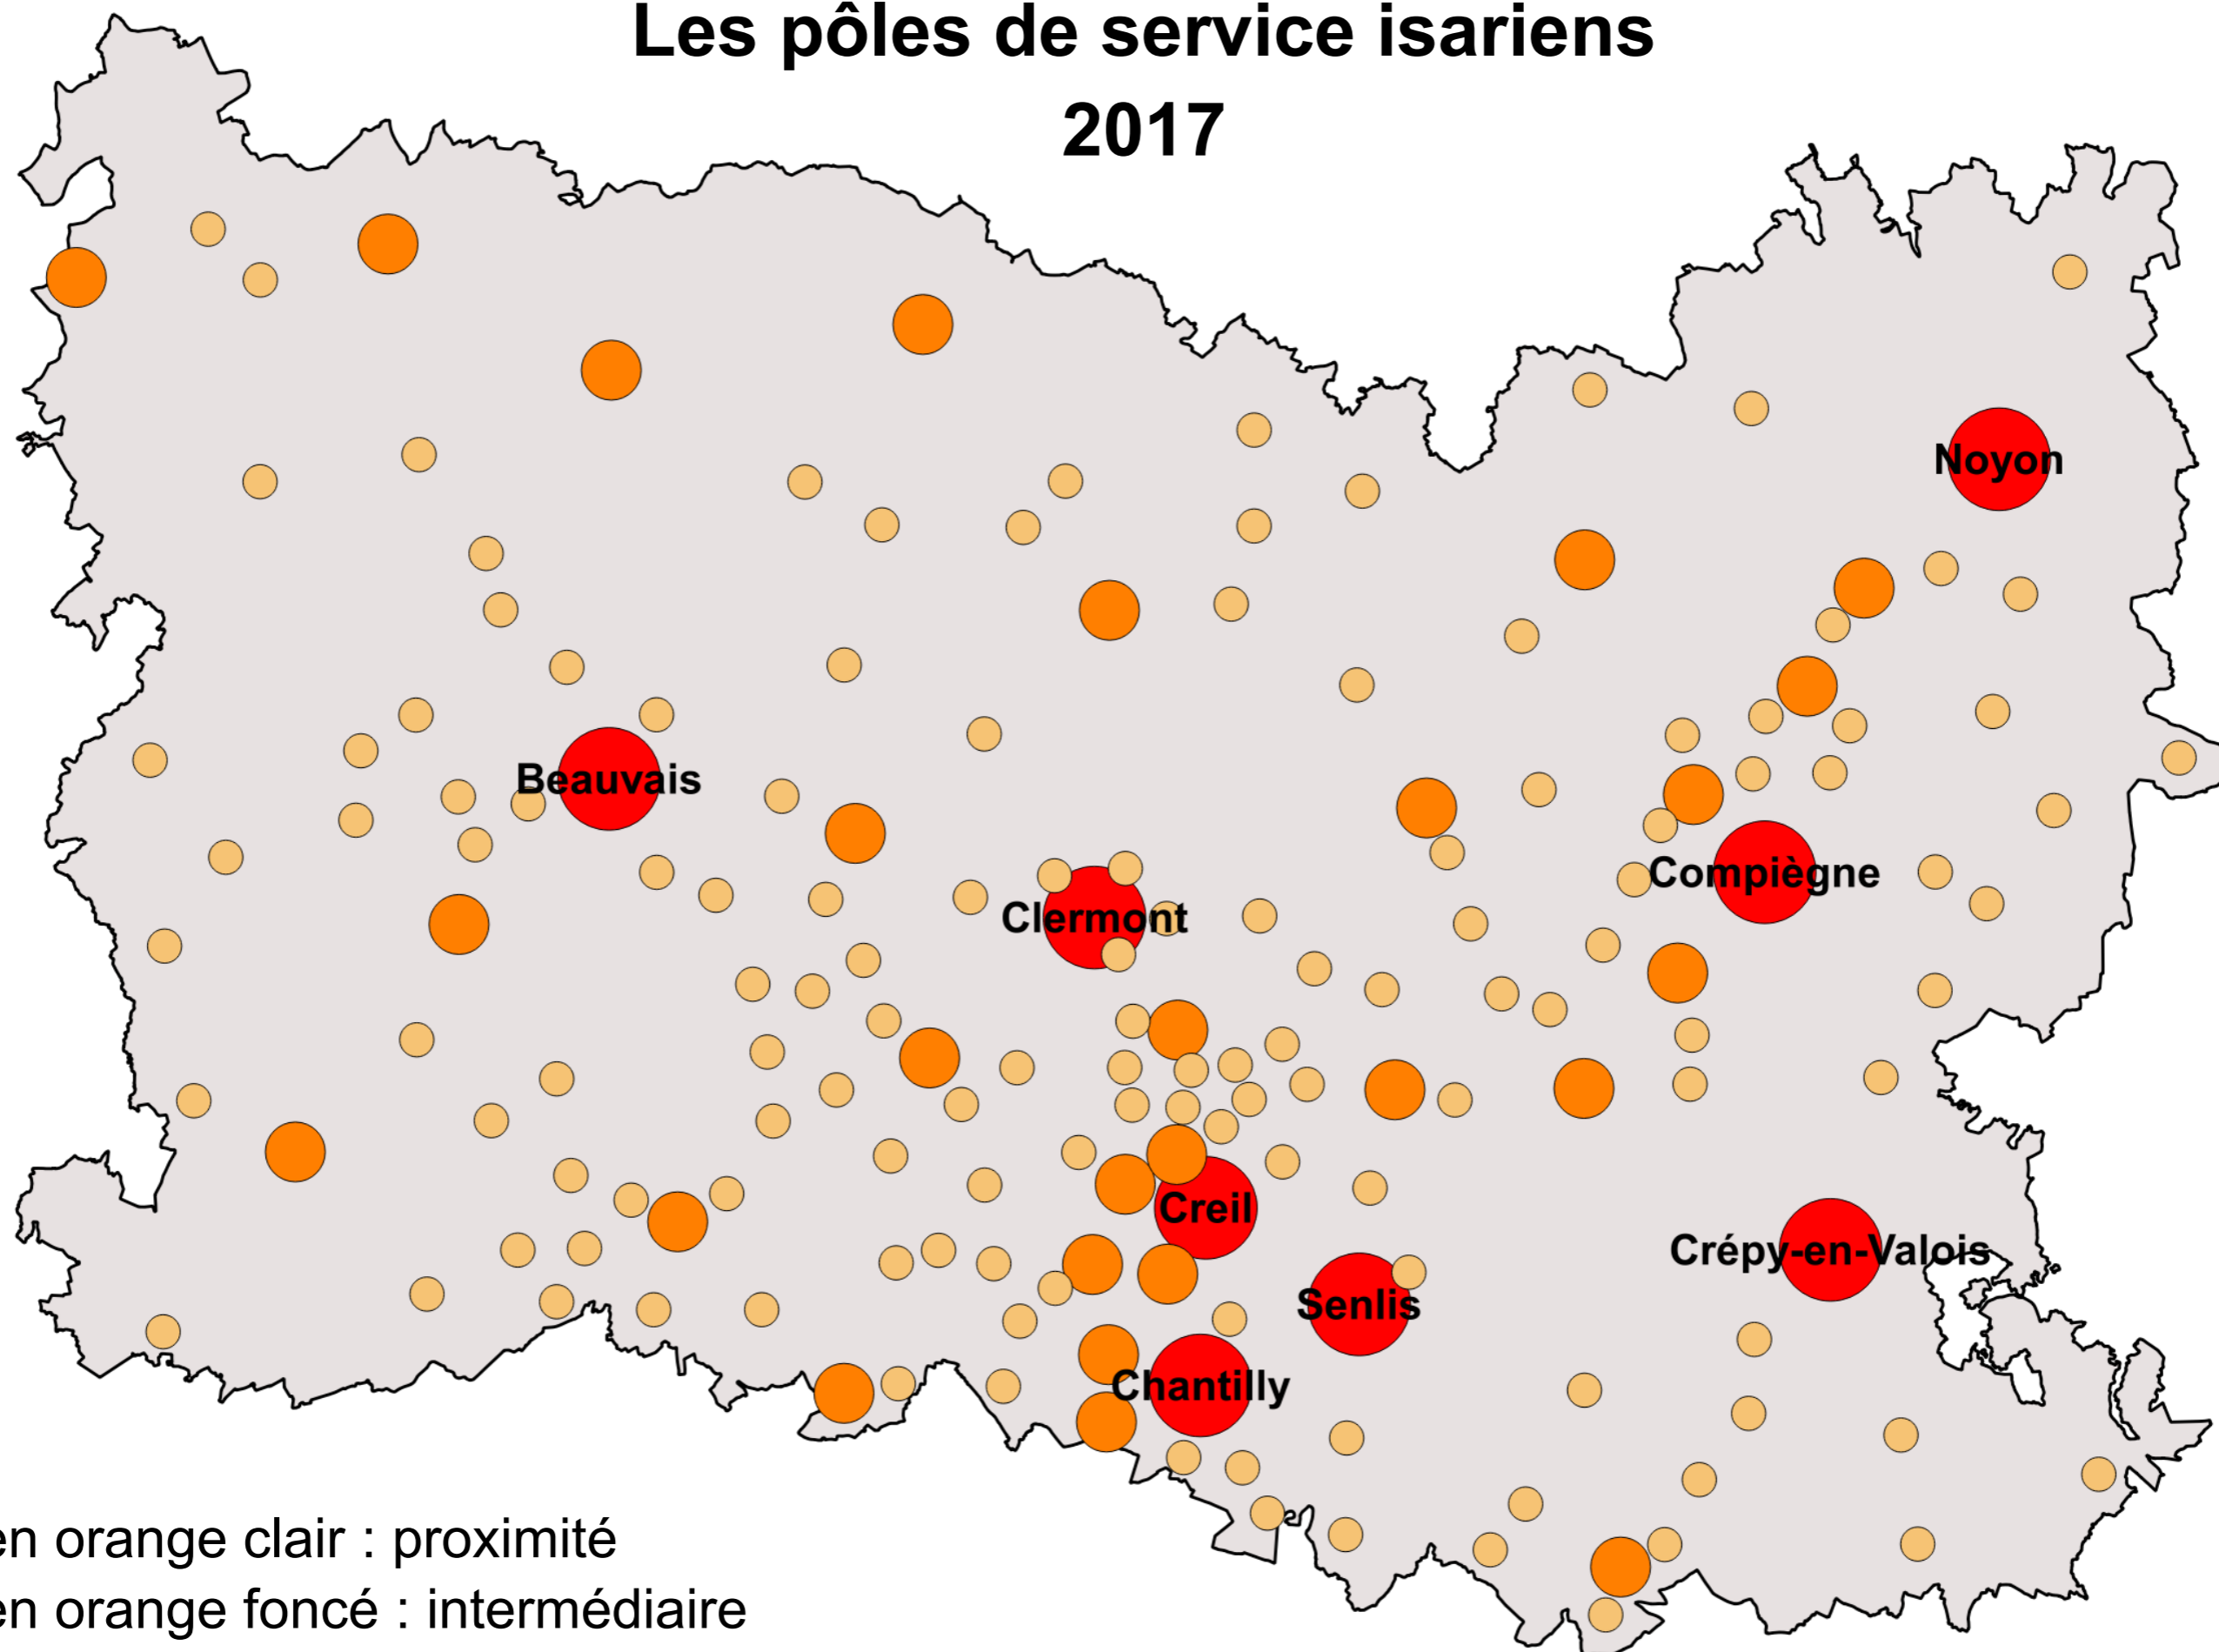 Les pôles de service isariens
2017
Noyon
Beauvais
Compiègne
Clermont
Creil
Crépy-en-Valois
Senlis
Chantilly
en orange clair : proximité
en orange foncé : intermédiaire